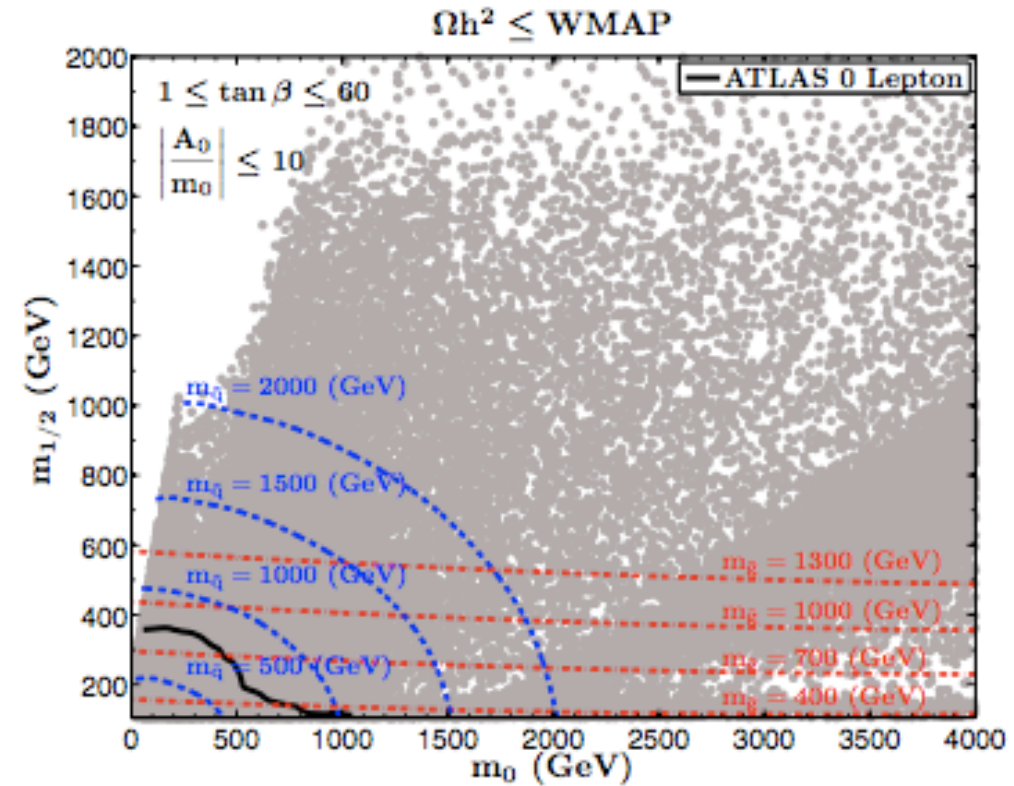 Ωh² ≤ WMAP
ATLAS 0 Lepton
1 ≤ tan β ≤ 60
|A₀/m₀| ≤ 10
m₁/₂ (GeV)
2000
1800
1600
1400
1200
1000
800
600
400
200
m_q̃ = 2000 (GeV)
m_q̃ = 1500 (GeV)
m_q̃ = 1000 (GeV)
m_q̃ = 500 (GeV)
m_g̃ = 1300 (GeV)
m_g̃ = 1000 (GeV)
m_g̃ = 700 (GeV)
m_g̃ = 400 (GeV)
0 500 1000 1500 2000 2500 3000 3500 4000
m₀ (GeV)